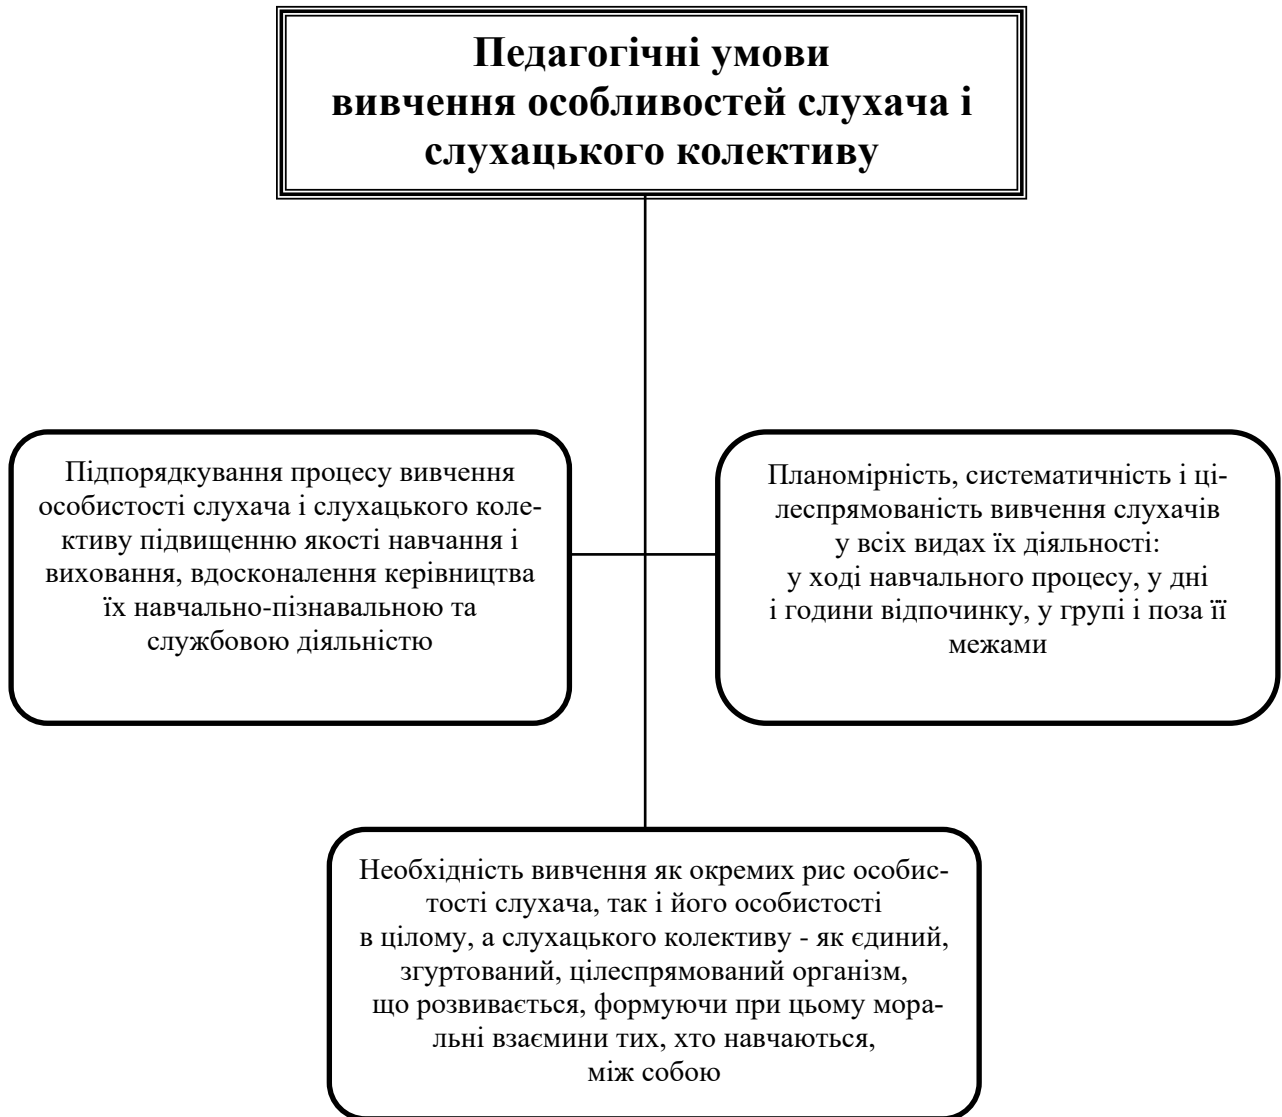 Педагогічні умови
вивчення особливостей слухача і
слухацького колективу
Підпорядкування процесу вивчення
особистості слухача і слухацького коле-
ктиву підвищенню якості навчання і
виховання, вдосконалення керівництва
їх навчально-пізнавальною та
службовою діяльністю
Планомірність, систематичність і ці-
леспрямованість вивчення слухачів
у всіх видах їх діяльності:
у ході навчального процесу, у дні
і години відпочинку, у групі і поза її
межами
Необхідність вивчення як окремих рис особис-
тості слухача, так і його особистості
в цілому, а слухацького колективу - як єдиний,
згуртований, цілеспрямований організм,
що розвивається, формуючи при цьому мора-
льні взаємини тих, хто навчаються,
між собою